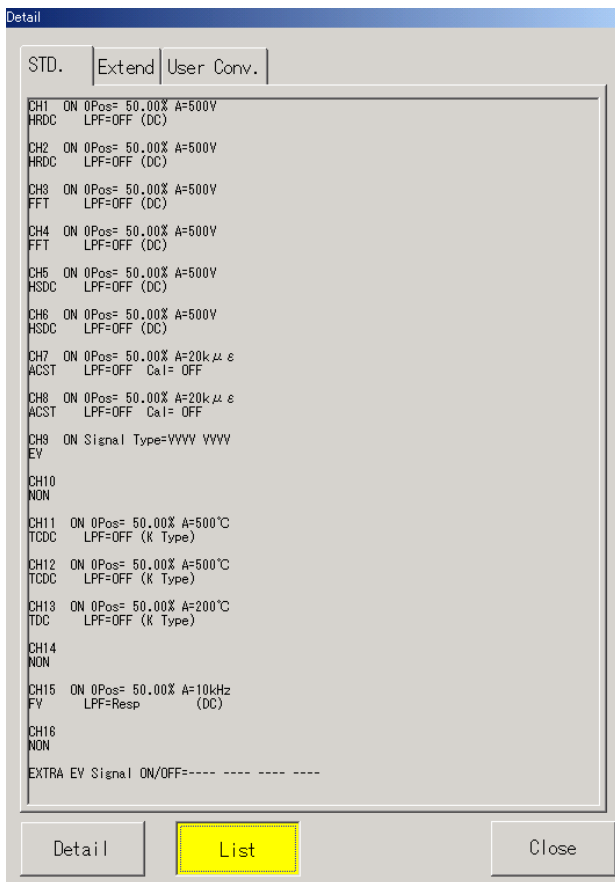 Detail
STD. Extend User Conv.
CH1 ON 0Pos= 50.00% A=500V
HRDC LPF=OFF (DC)
CH2 ON 0Pos= 50.00% A=500V
HRDC LPF=OFF (DC)
CH3 ON 0Pos= 50.00% A=500V
FFT LPF=OFF (DC)
CH4 ON 0Pos= 50.00% A=500V
FFT LPF=OFF (DC)
CH5 ON 0Pos= 50.00% A=500V
HSDC LPF=OFF (DC)
CH6 ON 0Pos= 50.00% A=500V
HSDC LPF=OFF (DC)
CH7 ON 0Pos= 50.00% A=20kμε
ACST LPF=OFF Cal= OFF
CH8 ON 0Pos= 50.00% A=20kμε
ACST LPF=OFF Cal= OFF
CH9 ON Signal Type=VVVV VVVV
EV
CH10
NON
CH11 ON 0Pos= 50.00% A=500℃
TCDC LPF=OFF (K Type)
CH12 ON 0Pos= 50.00% A=500℃
TCDC LPF=OFF (K Type)
CH13 ON 0Pos= 50.00% A=200℃
TDC LPF=OFF (K Type)
CH14
NON
CH15 ON 0Pos= 50.00% A=10kHz
FV LPF=Resp (DC)
CH16
NON
EXTRA EV Signal ON/OFF=---- ---- ---- ----
Detail List Close